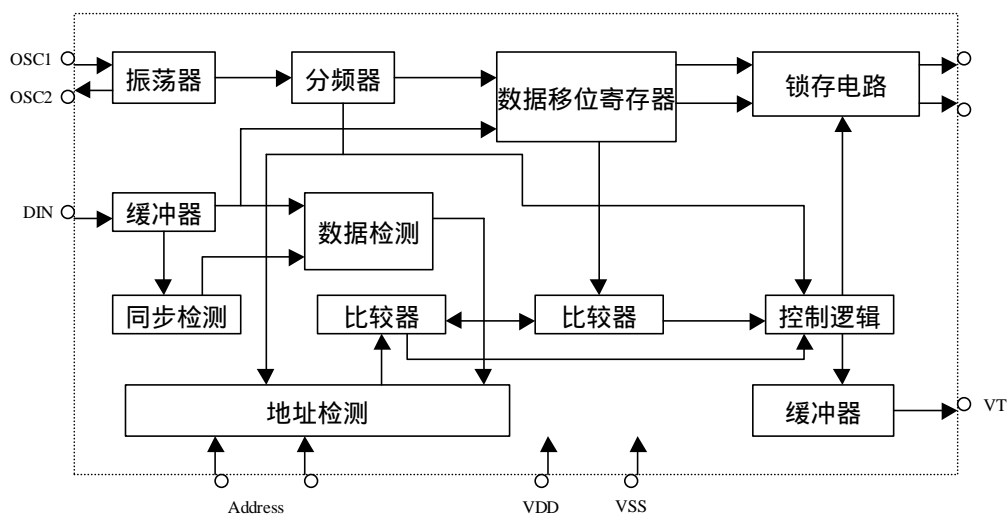 OSC1
OSC2
振荡器
分频器
数据移位寄存器
锁存电路
DIN
缓冲器
数据检测
同步检测
比较器
比较器
控制逻辑
地址检测
缓冲器
VT
Address
VDD
VSS